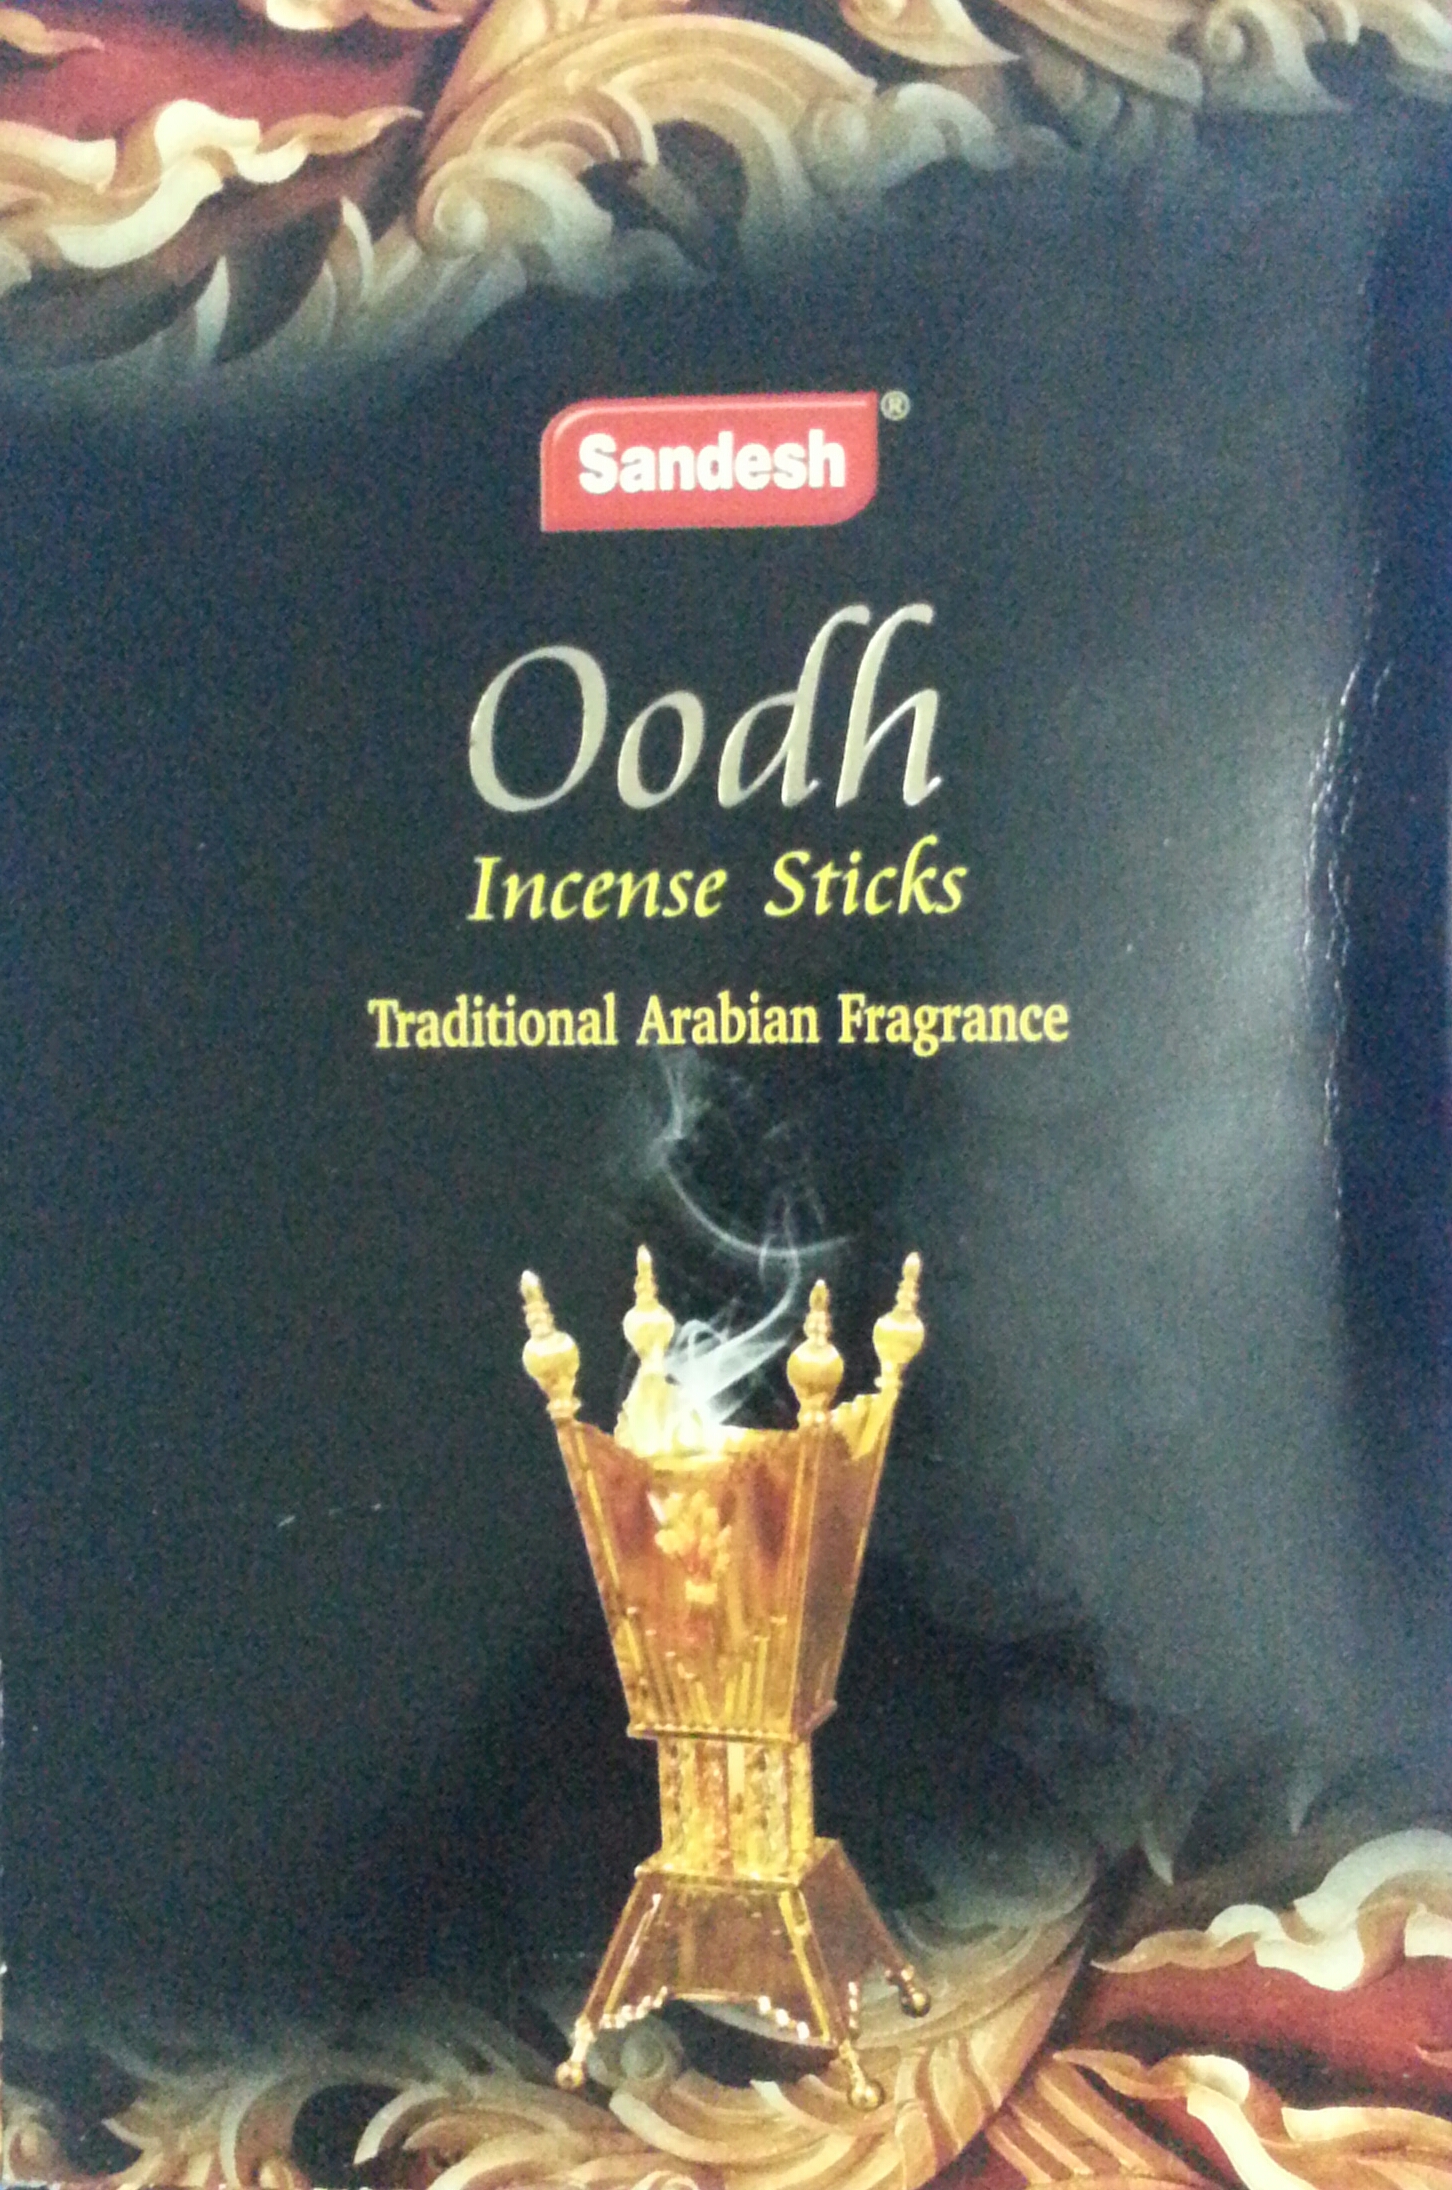 Sandesh®
Oodh
Incense Sticks
Traditional Arabian Fragrance